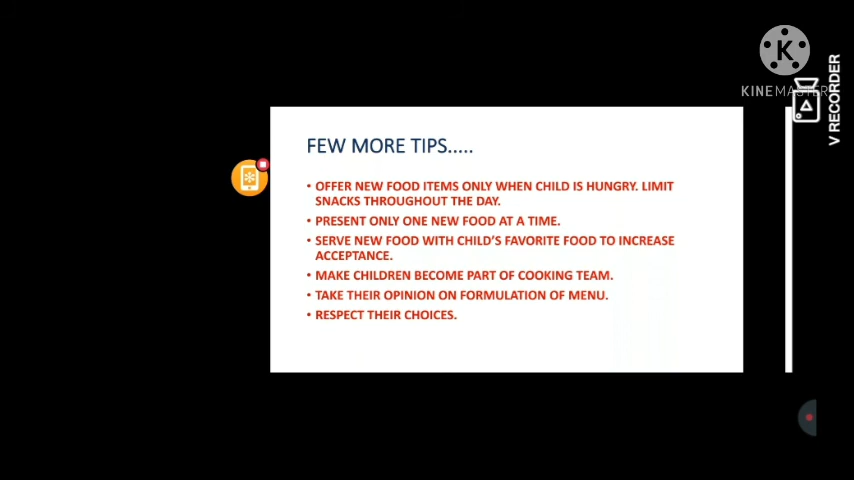 KINEMASTER
V RECORDER
FEW MORE TIPS.....
• OFFER NEW FOOD ITEMS ONLY WHEN CHILD IS HUNGRY. LIMIT
SNACKS THROUGHOUT THE DAY.
• PRESENT ONLY ONE NEW FOOD AT A TIME.
• SERVE NEW FOOD WITH CHILD'S FAVORITE FOOD TO INCREASE
ACCEPTANCE.
• MAKE CHILDREN BECOME PART OF COOKING TEAM.
• TAKE THEIR OPINION ON FORMULATION OF MENU.
• RESPECT THEIR CHOICES.